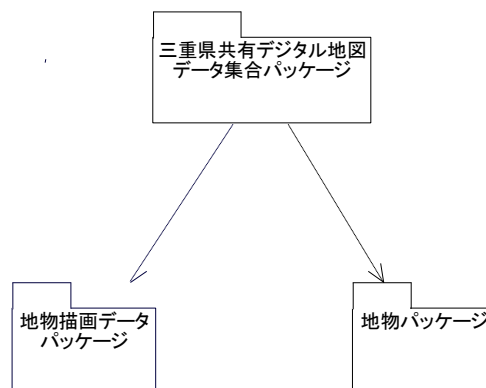 三重県共有デジタル地図
データ集合パッケージ
地物描画データ
パッケージ
地物パッケージ